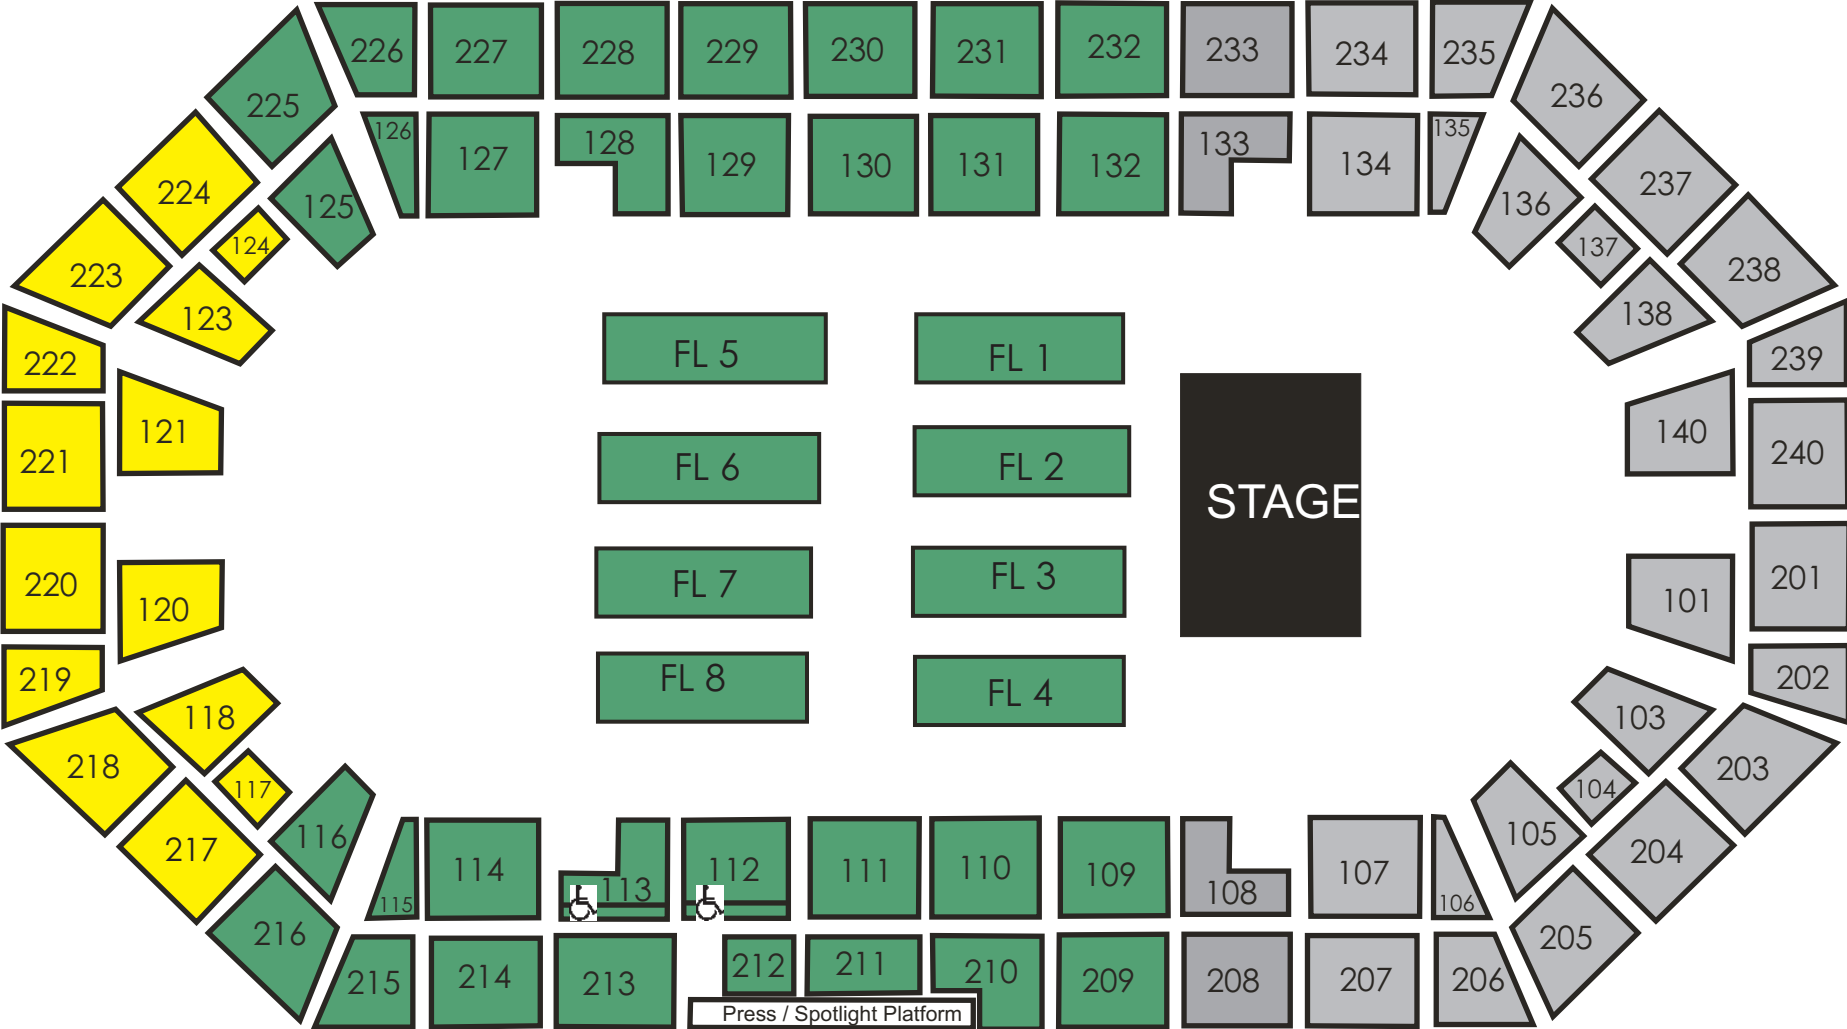 226 227 228 229 230 231 232 233 234 235
225 236
126 127 128 129 130 131 132 133 134 135
224 125 136 237
124 137
223 123 138 238
222 FL 5 FL 1 239
121 140
221 FL 6 FL 2 240
STAGE
220 120 FL 7 FL 3 101 201
219 FL 8 FL 4 202
118 103
218 117 104 203
217 116 105 204
115 114 113 112 111 110 109 108 107 106
216 205
215 214 213 212 211 210 209 208 207 206
Press / Spotlight Platform